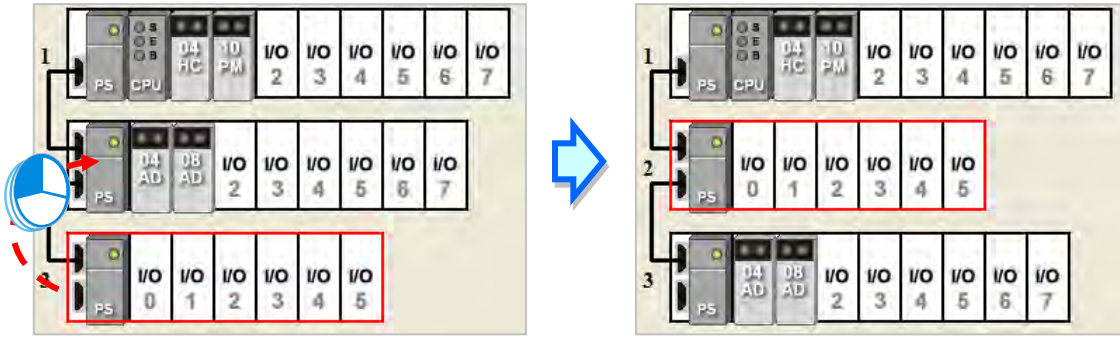 S
E
B
1
04 10 I/O I/O I/O I/O I/O I/O
HC PM 2 3 4 5 6 7
PS CPU
04 08 I/O I/O I/O I/O I/O I/O
AD AD 2 3 4 5 6 7
PS
3
I/O I/O I/O I/O I/O I/O
0 1 2 3 4 5
PS
S
E
B
1
04 10 I/O I/O I/O I/O I/O I/O
HC PM 2 3 4 5 6 7
PS CPU
2
I/O I/O I/O I/O I/O I/O
0 1 2 3 4 5
PS
3
04 08 I/O I/O I/O I/O I/O I/O
AD AD 2 3 4 5 6 7
PS